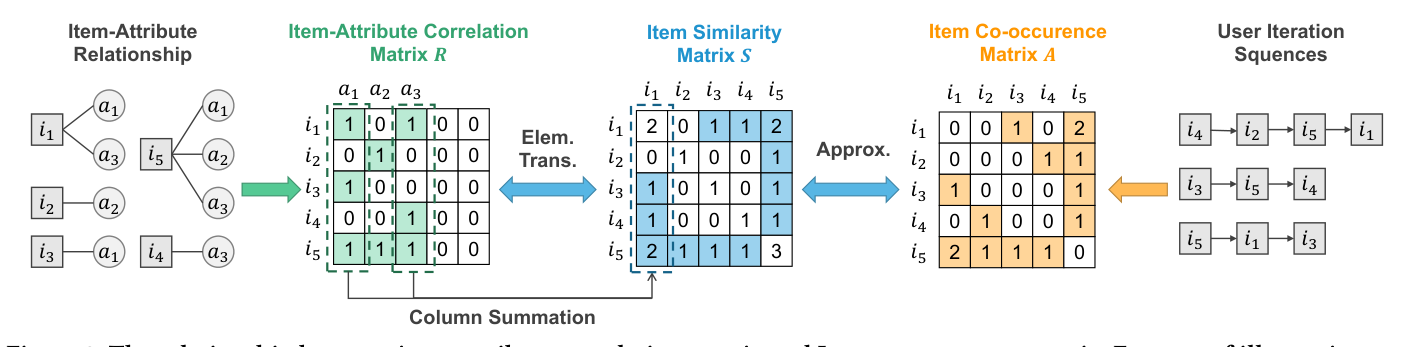 Item-Attribute
Relationship
Item-Attribute Correlation
Matrix R
Item Similarity
Matrix S
Item Co-occurence
Matrix A
User Iteration
Squences
i1 a1 a3
i2 a2
i3 a1
i5 a1 a2 a3
i4 a3
a1 a2 a3
i1 1 0 1 0 0
i2 0 1 0 0 0
i3 1 0 0 0 0
i4 0 0 1 0 0
i5 1 1 1 0 0
Elem.
Trans.
i1 i2 i3 i4 i5
i1 2 0 1 1 2
i2 0 1 0 0 1
i3 1 0 1 0 1
i4 1 0 0 1 1
i5 2 1 1 1 3
Approx.
i1 i2 i3 i4 i5
i1 0 0 1 0 2
i2 0 0 0 1 1
i3 1 0 0 0 1
i4 0 1 0 0 1
i5 2 1 1 1 0
i4 i2 i5 i1
i3 i5 i4
i5 i1 i3
Column Summation